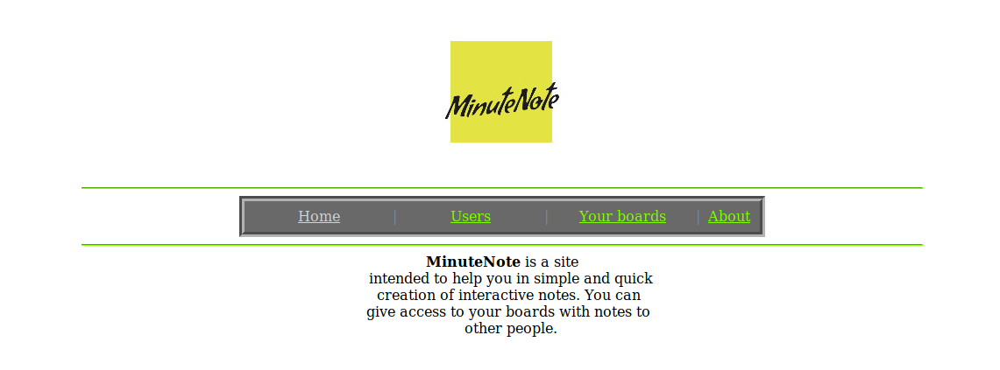 MinuteNote
Home | Users | Your boards | About
MinuteNote is a site
intended to help you in simple and quick
creation of interactive notes. You can
give access to your boards with notes to
other people.